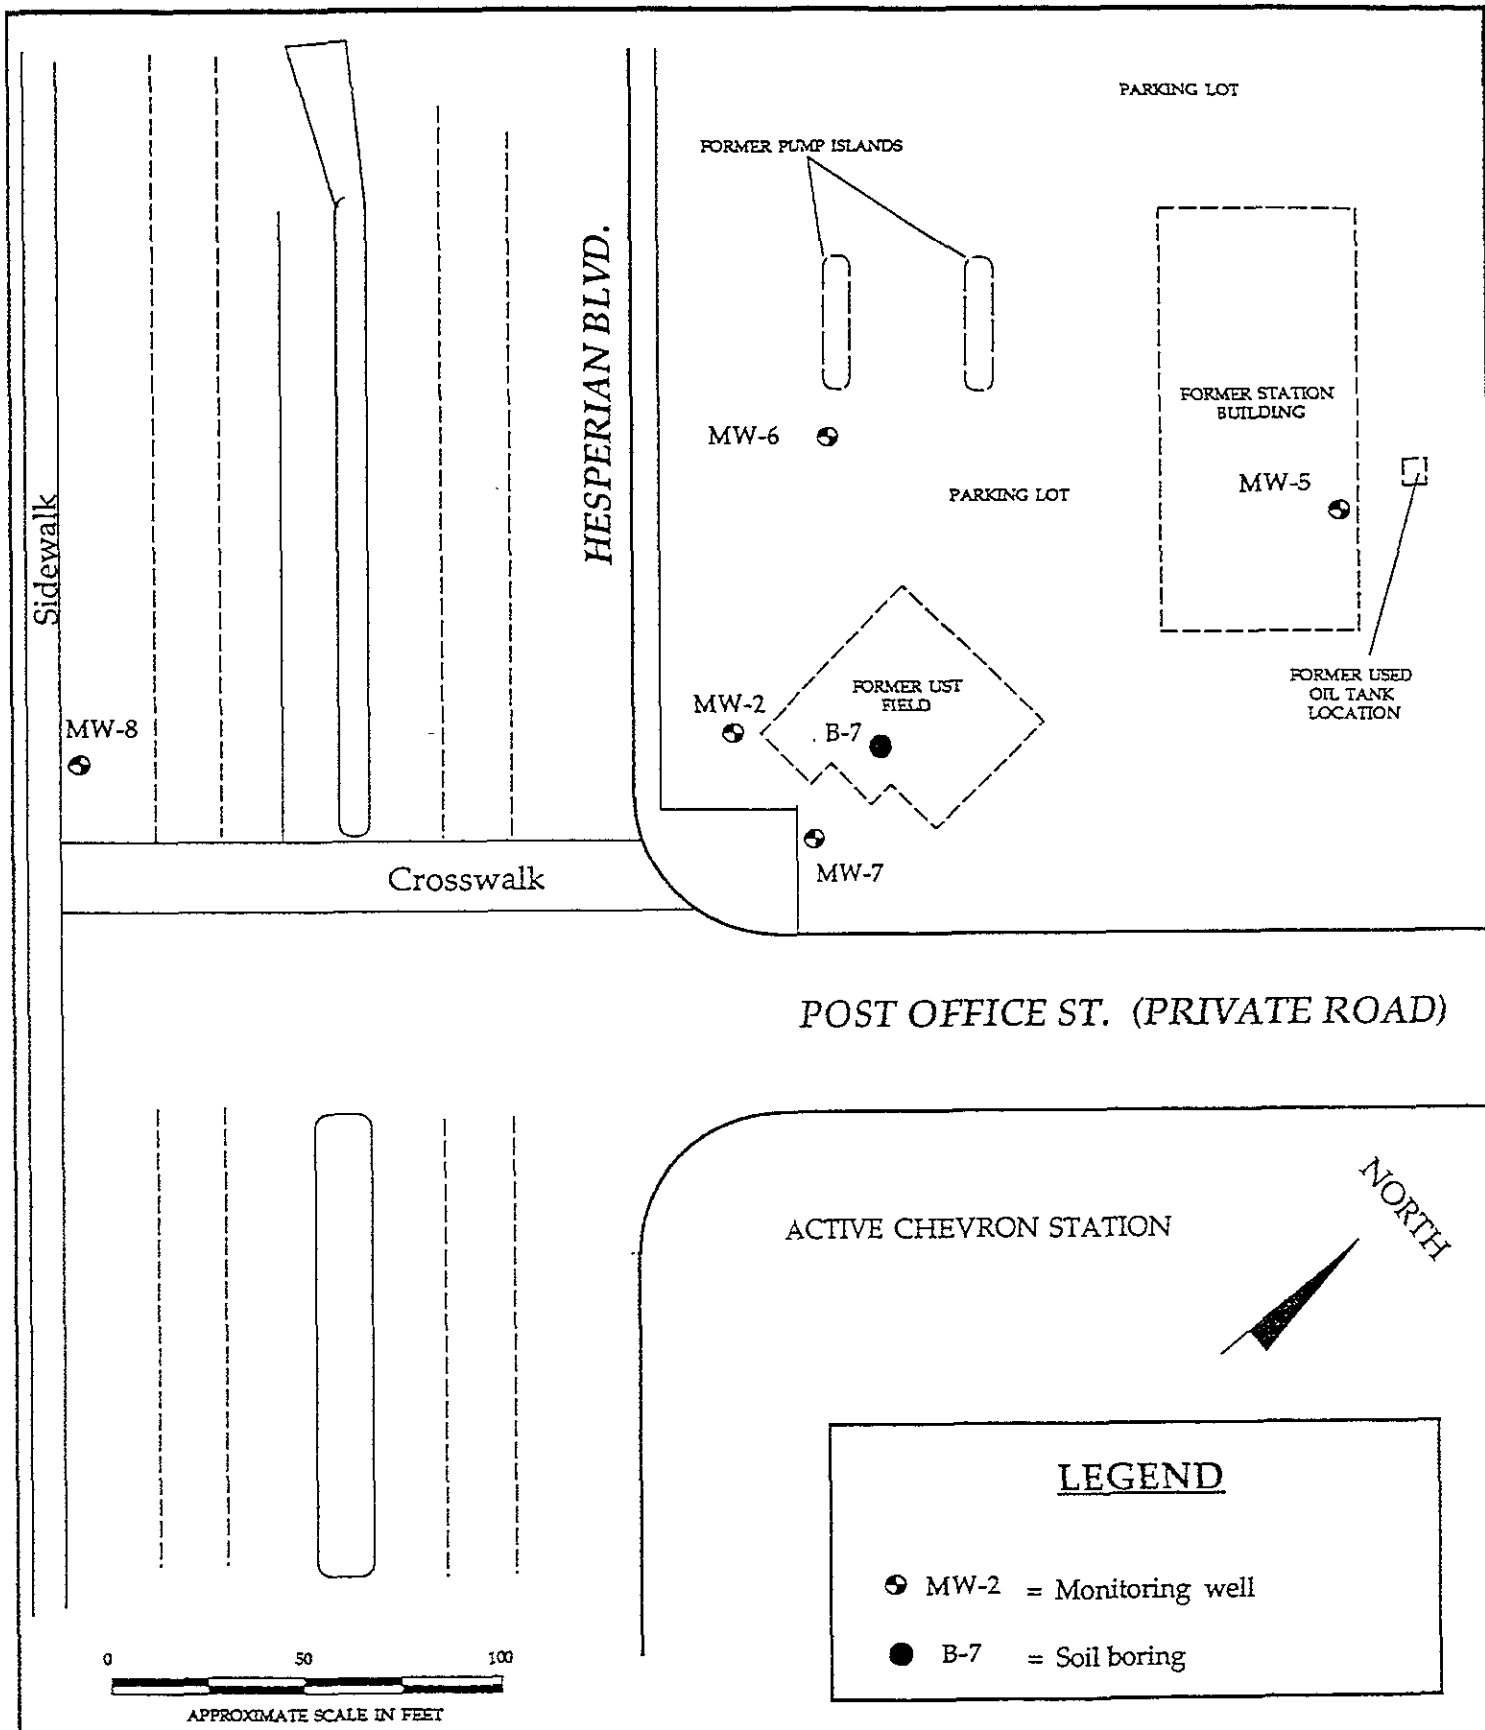 PARKING LOT
FORMER PUMP ISLANDS
HESPERIAN BLVD.
FORMER STATION
BUILDING
MW-6
MW-5
PARKING LOT
Sidewalk
FORMER UST
FIELD
FORMER USED
OIL TANK
LOCATION
MW-2
MW-8
B-7
MW-7
Crosswalk
POST OFFICE ST. (PRIVATE ROAD)
NORTH
ACTIVE CHEVRON STATION
LEGEND
MW-2 = Monitoring well
B-7 = Soil boring
0 50 100
APPROXIMATE SCALE IN FEET